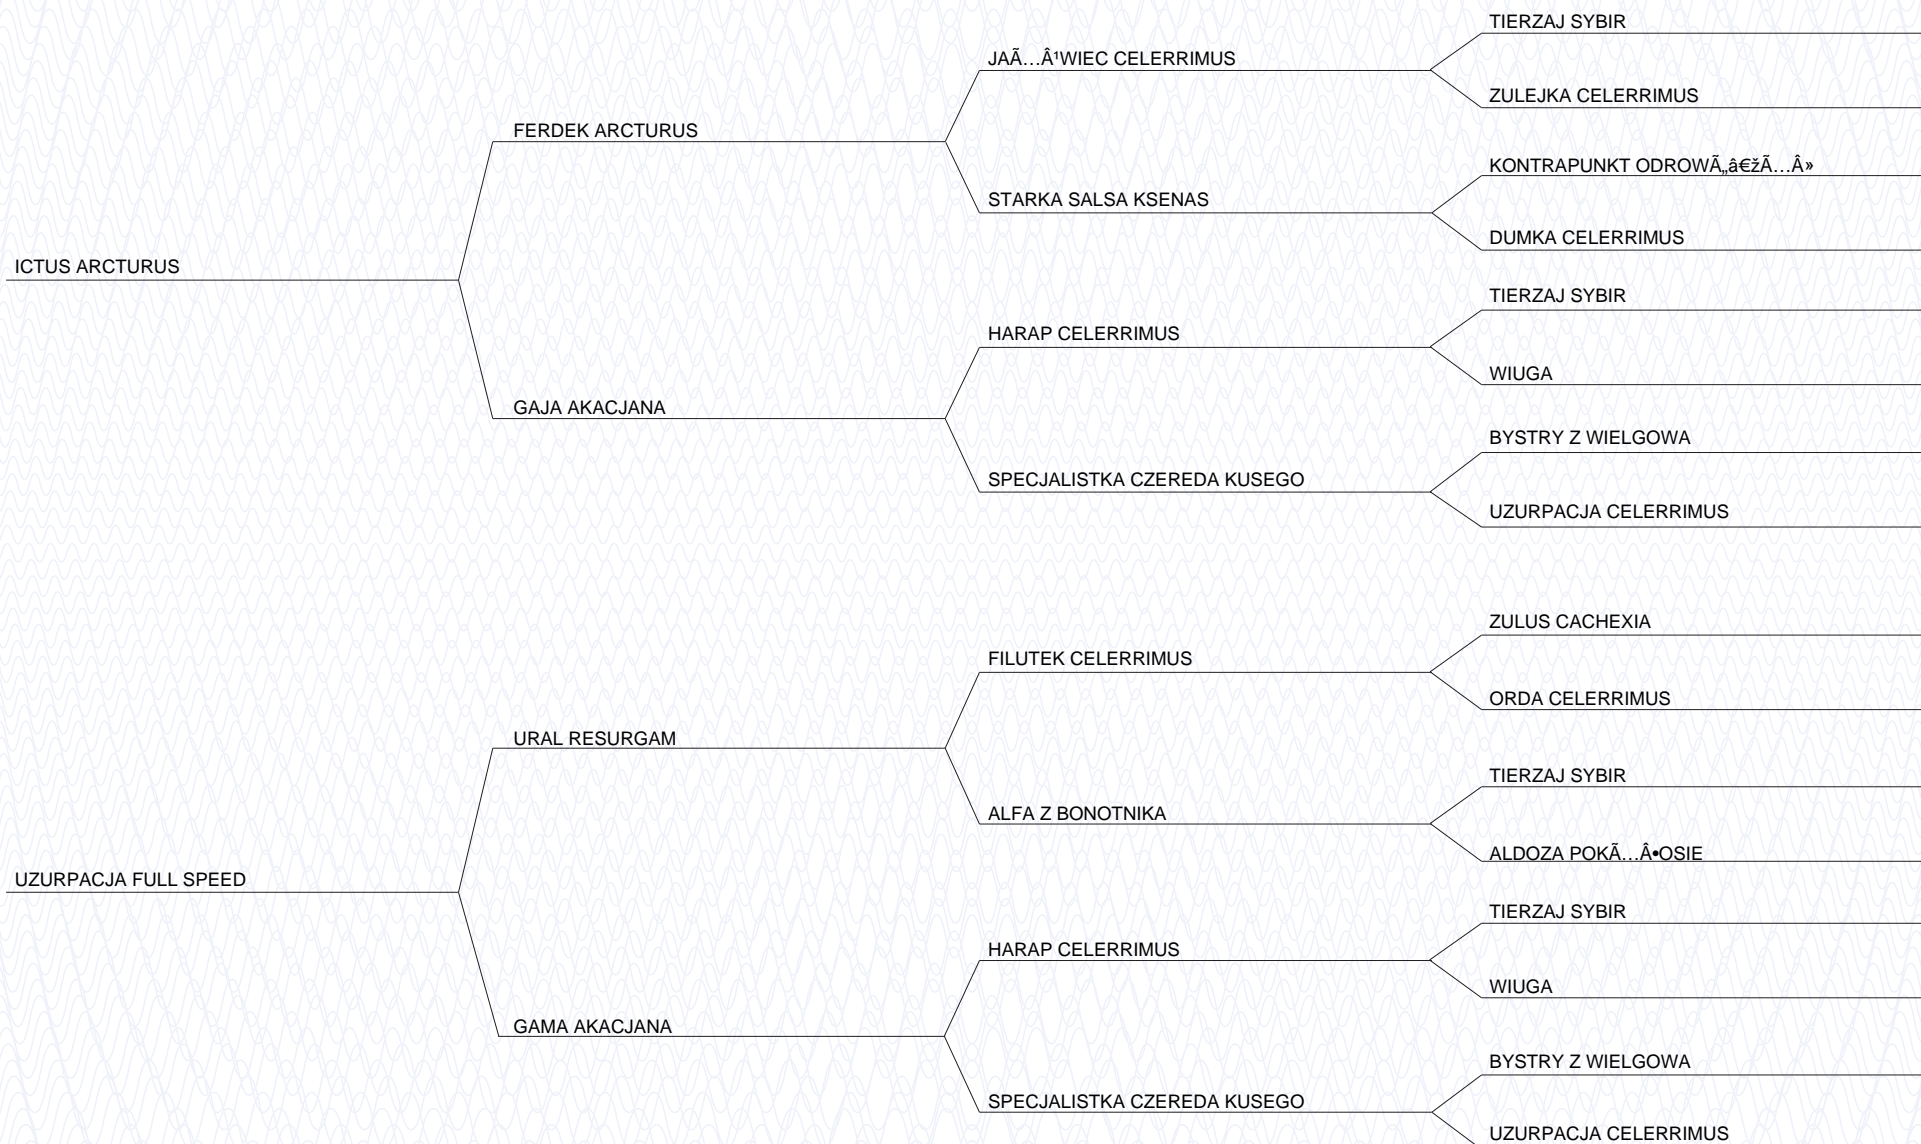 TIERZAJ SYBIR
JAÃ…Â¹WIEC CELERRIMUS
ZULEJKA CELERRIMUS
FERDEK ARCTURUS
KONTRAPUNKT ODROWÃ„â€žÃ…Â»
STARKA SALSA KSENAS
DUMKA CELERRIMUS
ICTUS ARCTURUS
TIERZAJ SYBIR
HARAP CELERRIMUS
WIUGA
GAJA AKACJANA
BYSTRY Z WIELGOWA
SPECJALISTKA CZEREDA KUSEGO
UZURPACJA CELERRIMUS
ZULUS CACHEXIA
FILUTEK CELERRIMUS
ORDA CELERRIMUS
URAL RESURGAM
TIERZAJ SYBIR
ALFA Z BONOTNIKA
ALDOZA POKÃ…Â•OSIE
UZURPACJA FULL SPEED
TIERZAJ SYBIR
HARAP CELERRIMUS
WIUGA
GAMA AKACJANA
BYSTRY Z WIELGOWA
SPECJALISTKA CZEREDA KUSEGO
UZURPACJA CELERRIMUS